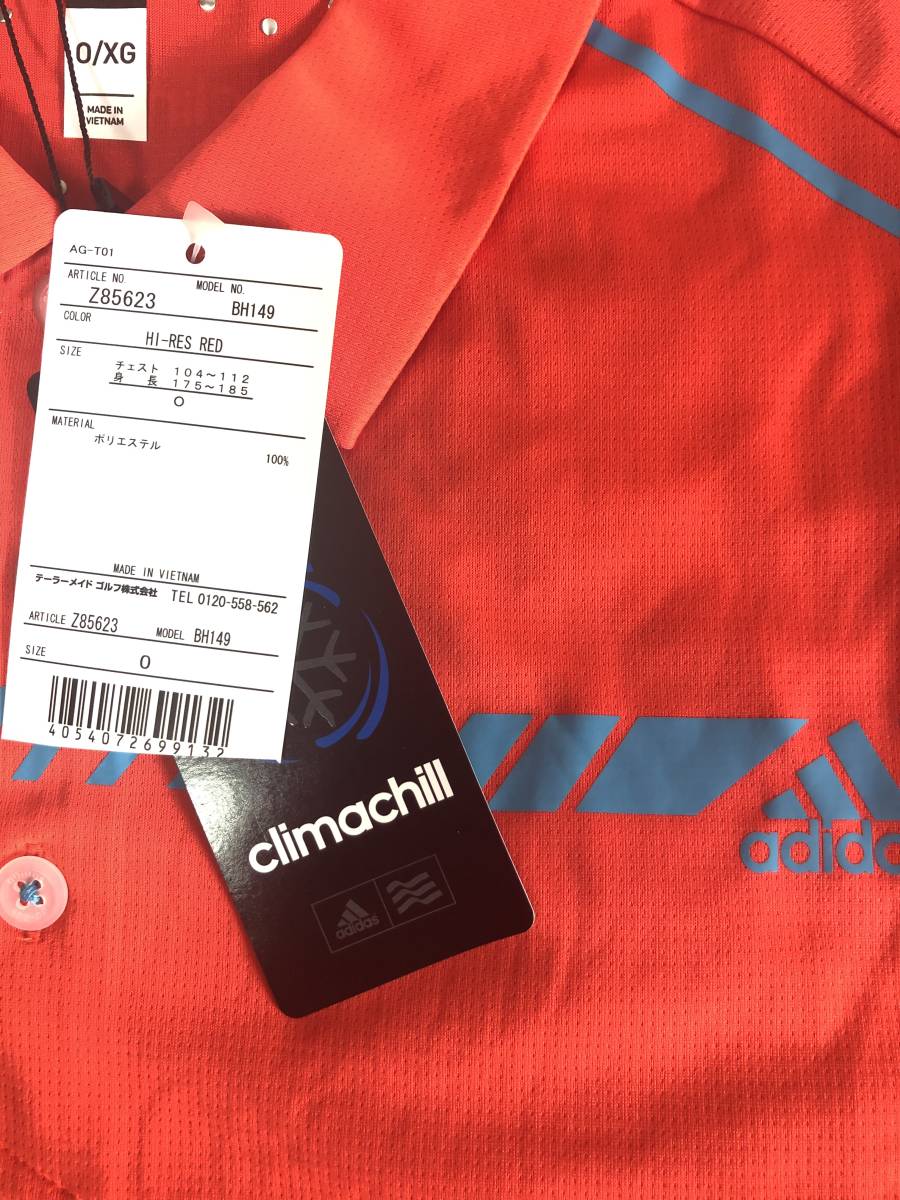 O/XG
MADE IN
VIETNAM
AG-T01
ARTICLE NO. MODEL NO.
Z85623 BH149
COLOR
HI-RES RED
SIZE
チェスト 104～112
身長 175～185
O
MATERIAL
ポリエステル
100%
MADE IN VIETNAM
テーラーメイド ゴルフ株式会社 TEL 0120-558-562
ARTICLE Z85623 MODEL BH149
SIZE O
4054072699132
climachill
adidas
adidas